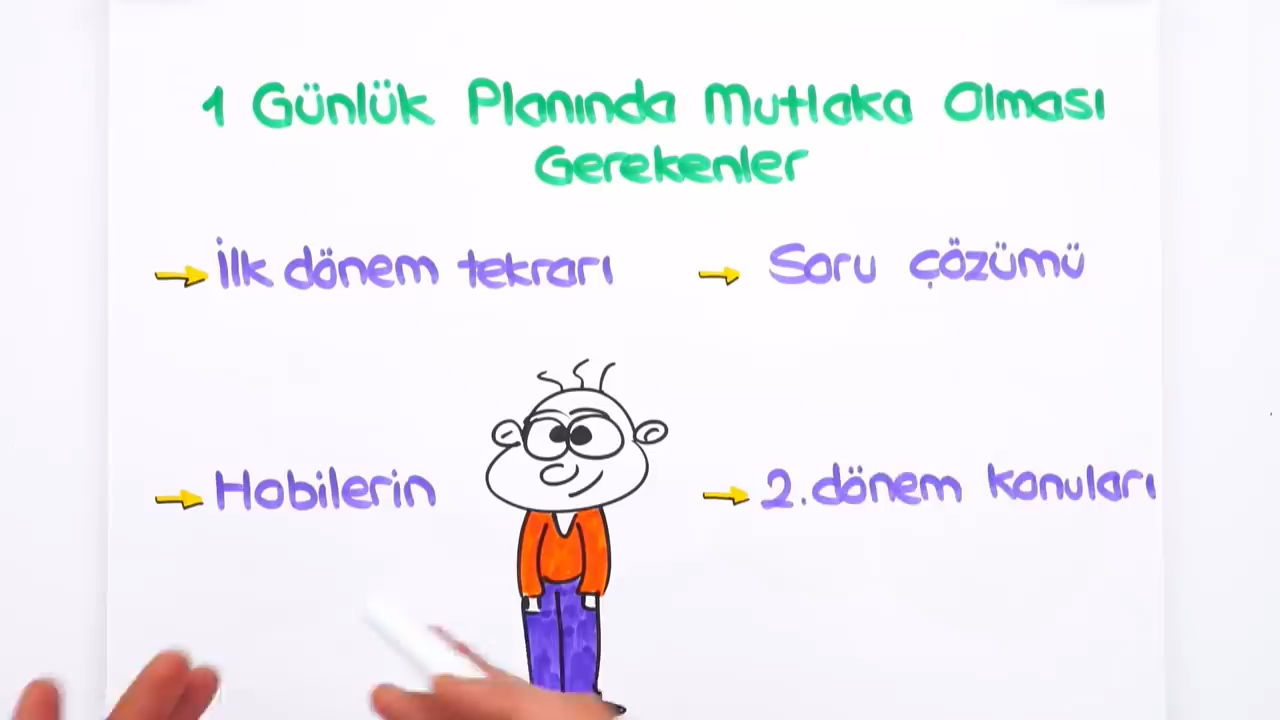 1 Günlük Planında Mutlaka Olması
Gerekenler
İlk dönem tekrarı
Soru çözümü
Hobilerin
2. dönem konuları